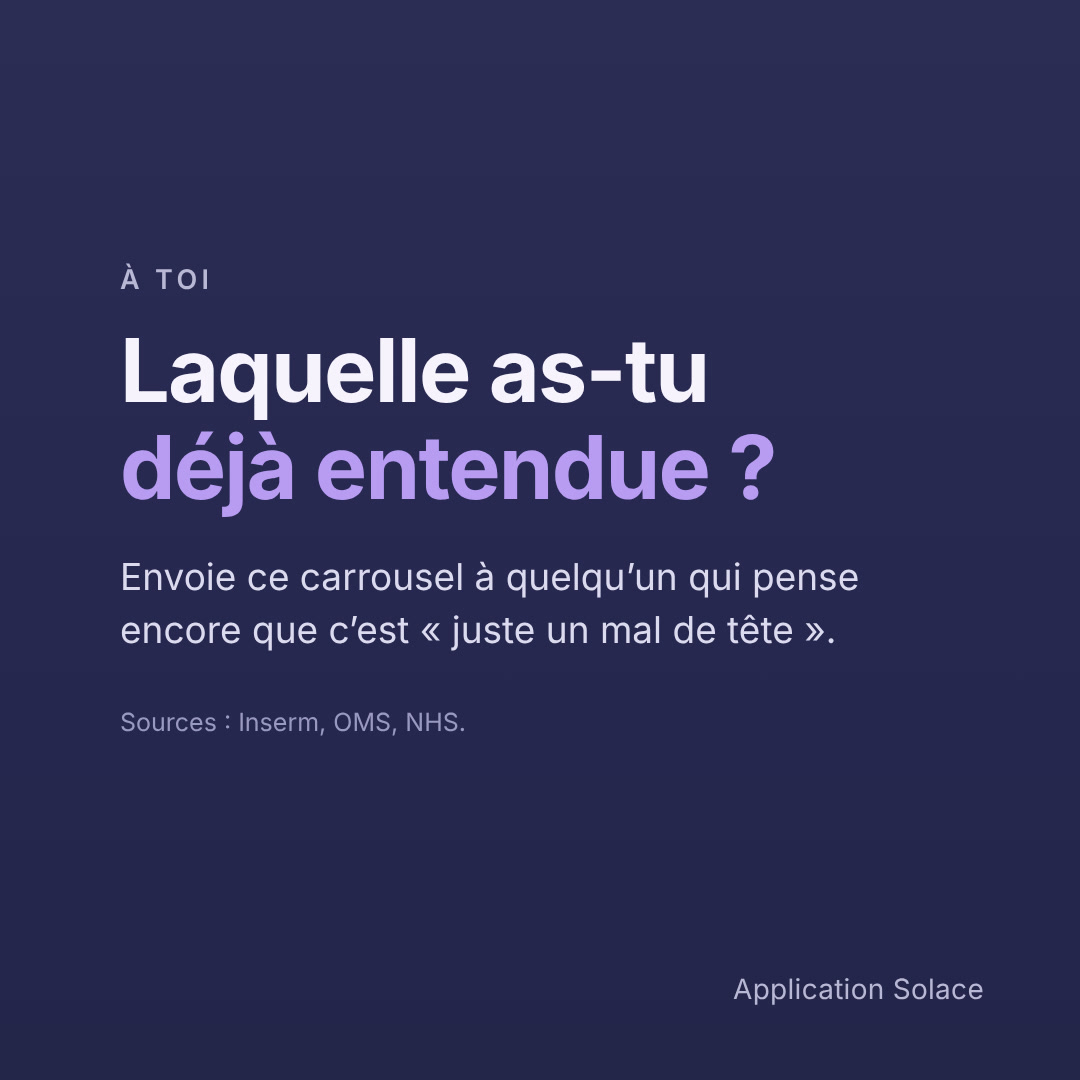 À TOI
Laquelle as-tu
déjà entendue ?
Envoie ce carrousel à quelqu’un qui pense
encore que c’est « juste un mal de tête ».
Sources : Inserm, OMS, NHS.
Application Solace